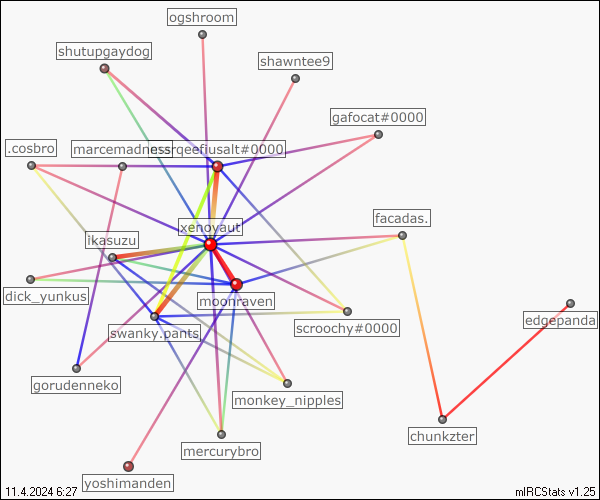 ogshroom
shutupgaydog
shawntee9
gafocat#0000
.cosbro
marcemadness
rqeefiusalt#0000
xenoyaut
facadas.
ikasuzu
dick_yunkus
moonraven
edgepanda
swanky.pants
scroochy#0000
gorudenneko
monkey_nipples
chunkzter
mercurybro
yoshimanden
11.4.2024 6:27
mIRCStats v1.25